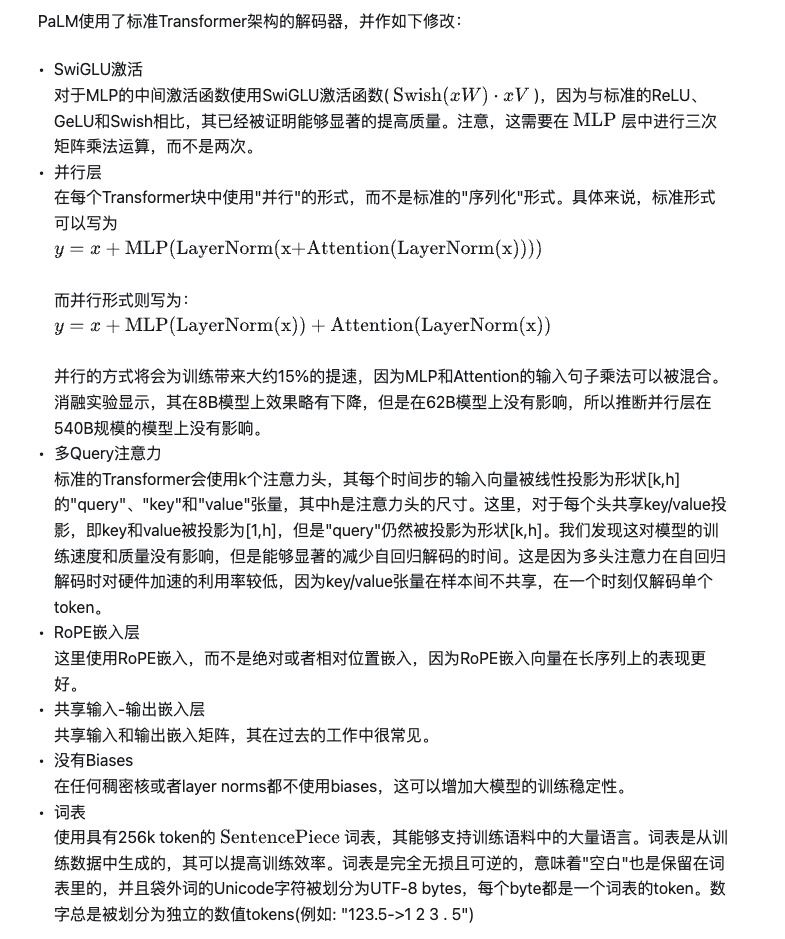 PaLM使用了标准Transformer架构的解码器，并作如下修改：
• SwiGLU激活
对于MLP的中间激活函数使用SwiGLU激活函数( Swish(xW) · xV )，因为与标准的ReLU、
GeLU和Swish相比，其已经被证明能够显著的提高质量。注意，这需要在 MLP 层中进行三次
矩阵乘法运算，而不是两次。
• 并行层
在每个Transformer块中使用"并行"的形式，而不是标准的"序列化"形式。具体来说，标准形式
可以写为
y = x + MLP(LayerNorm(x+Attention(LayerNorm(x))))
而并行形式则写为：
y = x + MLP(LayerNorm(x)) + Attention(LayerNorm(x))
并行的方式将会为训练带来大约15%的提速，因为MLP和Attention的输入句子乘法可以被混合。
消融实验显示，其在8B模型上效果略有下降，但是在62B模型上没有影响，所以推断并行层在
540B规模的模型上没有影响。
• 多Query注意力
标准的Transformer会使用k个注意力头，其每个时间步的输入向量被线性投影为形状[k,h]
的"query"、"key"和"value"张量，其中h是注意力头的尺寸。这里，对于每个头共享key/value投
影，即key和value被投影为[1,h]，但是"query"仍然被投影为形状[k,h]。我们发现这对模型的训
练速度和质量没有影响，但是能够显著的减少自回归解码的时间。这是因为多头注意力在自回归
解码时对硬件加速的利用率较低，因为key/value张量在样本间不共享，在一个时刻仅解码单个
token。
• RoPE嵌入层
这里使用RoPE嵌入，而不是绝对或者相对位置嵌入，因为RoPE嵌入向量在长序列上的表现更
好。
• 共享输入-输出嵌入层
共享输入和输出嵌入矩阵，其在过去的工作中很常见。
• 没有Biases
在任何稠密核或者layer norms都不使用biases，这可以增加大模型的训练稳定性。
• 词表
使用具有256k token的 SentencePiece 词表，其能够支持训练语料中的大量语言。词表是从训
练数据中生成的，其可以提高训练效率。词表是完全无损且可逆的，意味着"空白"也是保留在词
表里的，并且袋外词的Unicode字符被划分为UTF-8 bytes，每个byte都是一个词表的token。数
字总是被划分为独立的数值tokens(例如: "123.5->1 2 3 . 5")